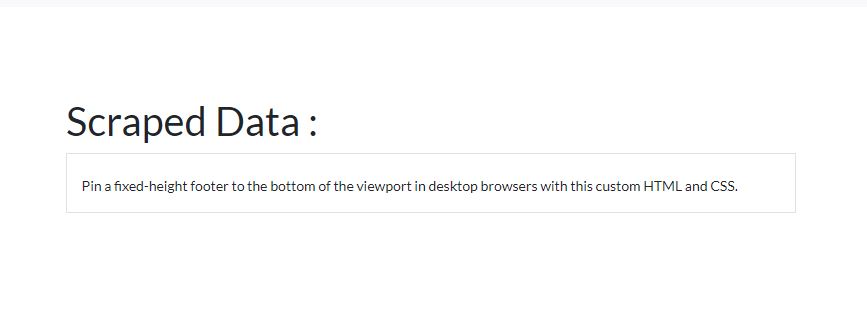 Scraped Data :
Pin a fixed-height footer to the bottom of the viewport in desktop browsers with this custom HTML and CSS.